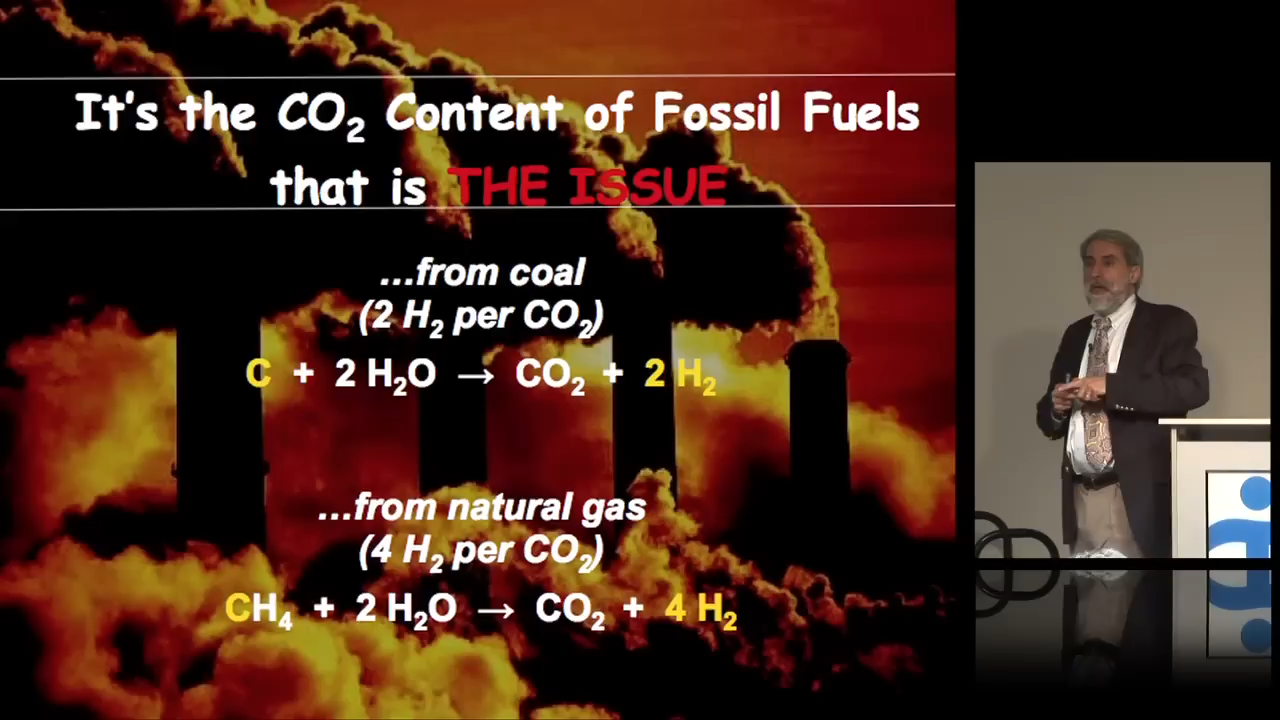 It's the CO₂ Content of Fossil Fuels
that is THE ISSUE
...from coal
(2 H₂ per CO₂)
C + 2 H₂O → CO₂ + 2 H₂
...from natural gas
(4 H₂ per CO₂)
CH₄ + 2 H₂O → CO₂ + 4 H₂